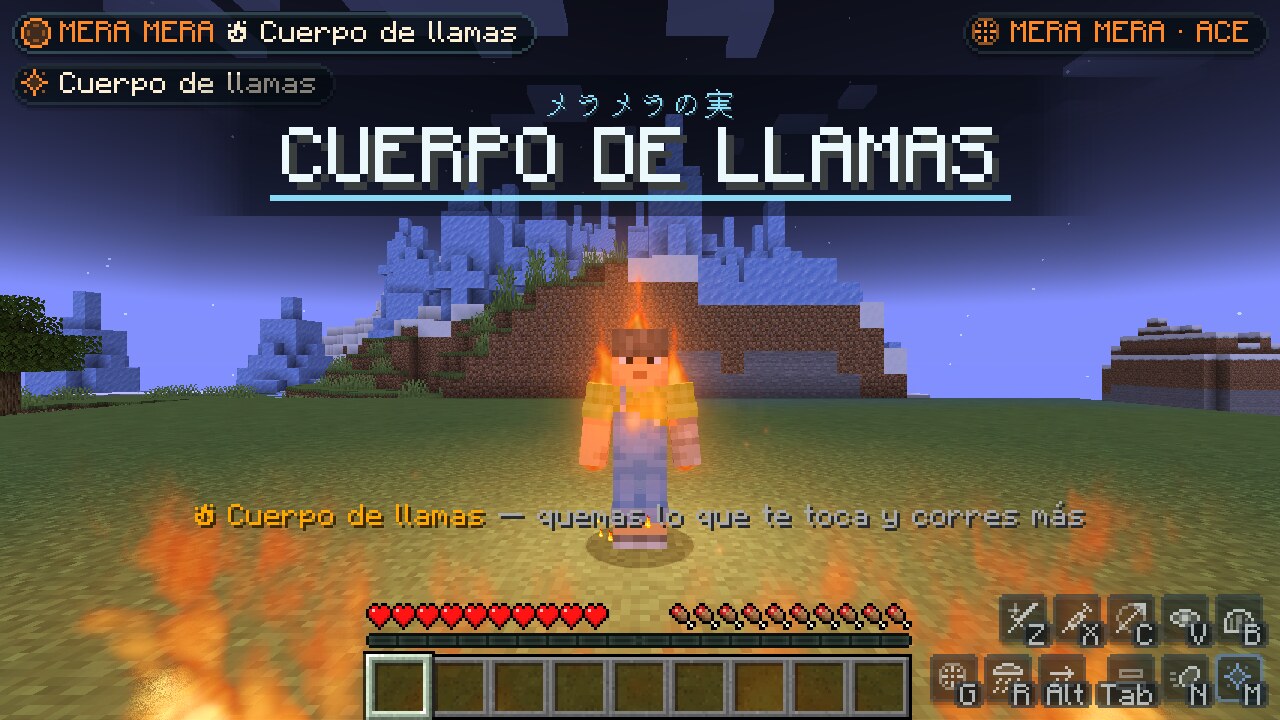 MERA MERA Cuerpo de llamas
MERA MERA · ACE
Cuerpo de llamas
メラメラの実
CUERPO DE LLAMAS
Cuerpo de llamas — quemas lo que te toca y corres más
Z X C V B
G R Alt Tab N M